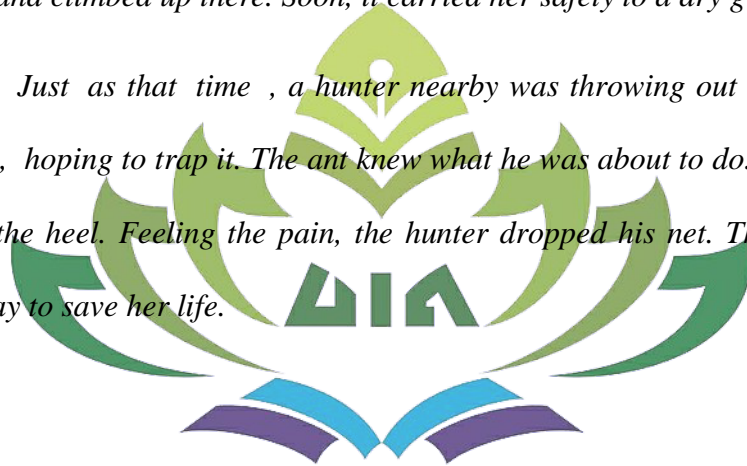 and climbed up there. Soon, it carried her safely to a dry g
Just as that time , a hunter nearby was throwing out
, hoping to trap it. The ant knew what he was about to do.
the heel. Feeling the pain, the hunter dropped his net. Th
ay to save her life.
UIN